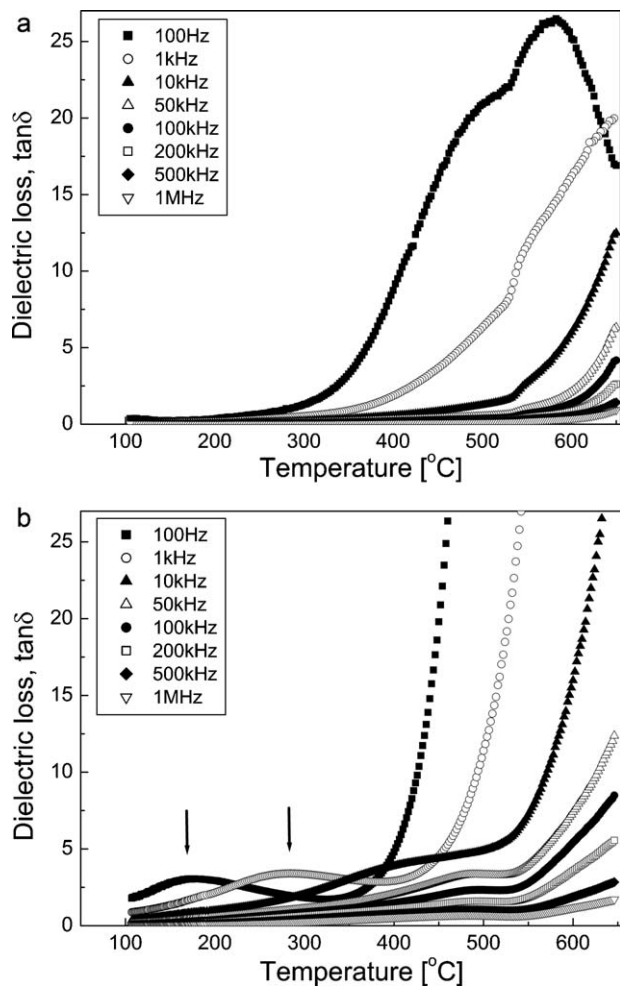 a
100Hz
1kHz
10kHz
50kHz
100kHz
200kHz
500kHz
1MHz
Dielectric loss, tanδ
25
20
15
10
5
0
100 200 300 400 500 600
Temperature [°C]
b
100Hz
1kHz
10kHz
50kHz
100kHz
200kHz
500kHz
1MHz
Dielectric loss, tanδ
25
20
15
10
5
0
100 200 300 400 500 600
Temperature [°C]